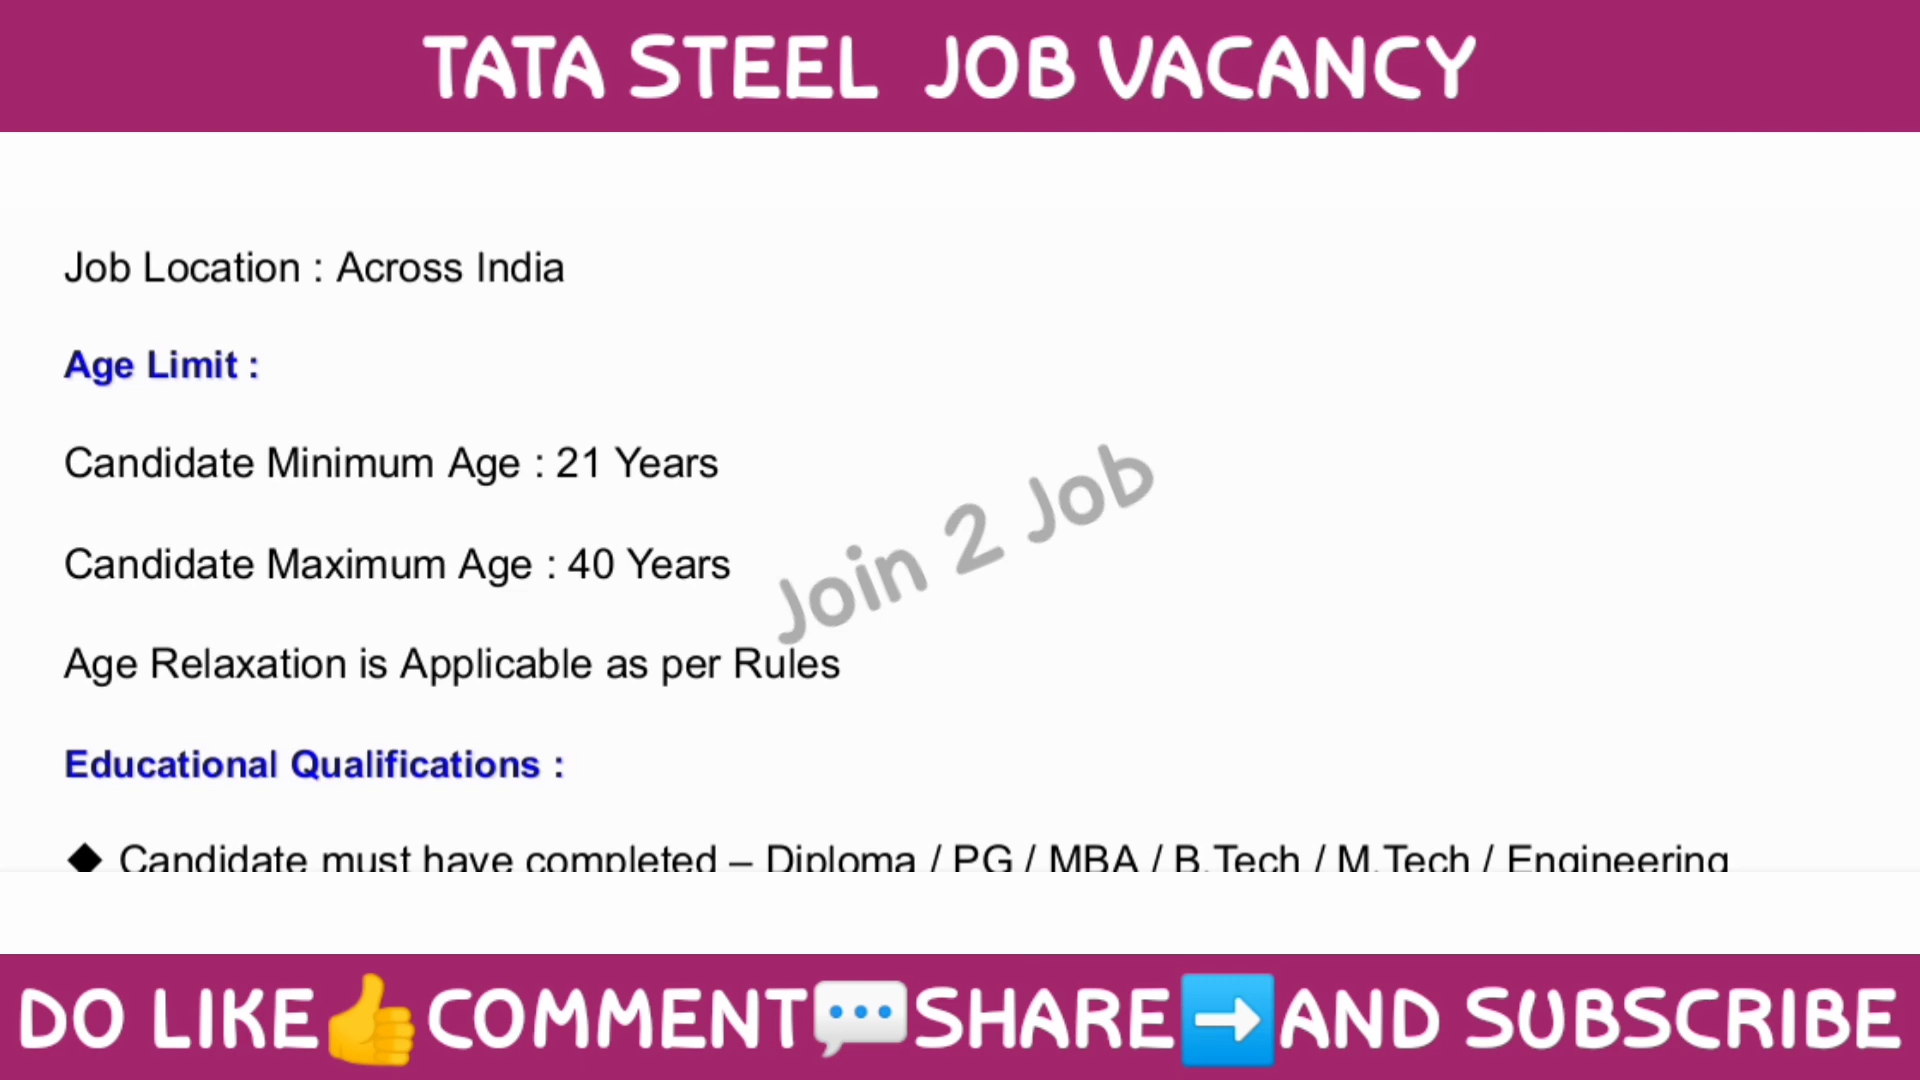 TATA STEEL JOB VACANCY
Job Location : Across India
Age Limit :
Candidate Minimum Age : 21 Years
Candidate Maximum Age : 40 Years
Join 2 Job
Age Relaxation is Applicable as per Rules
Educational Qualifications :
◆ Candidate must have completed – Diploma / PG / MBA / B.Tech / M.Tech / Engineering
DO LIKE👍COMMENT💬SHARE➡️AND SUBSCRIBE